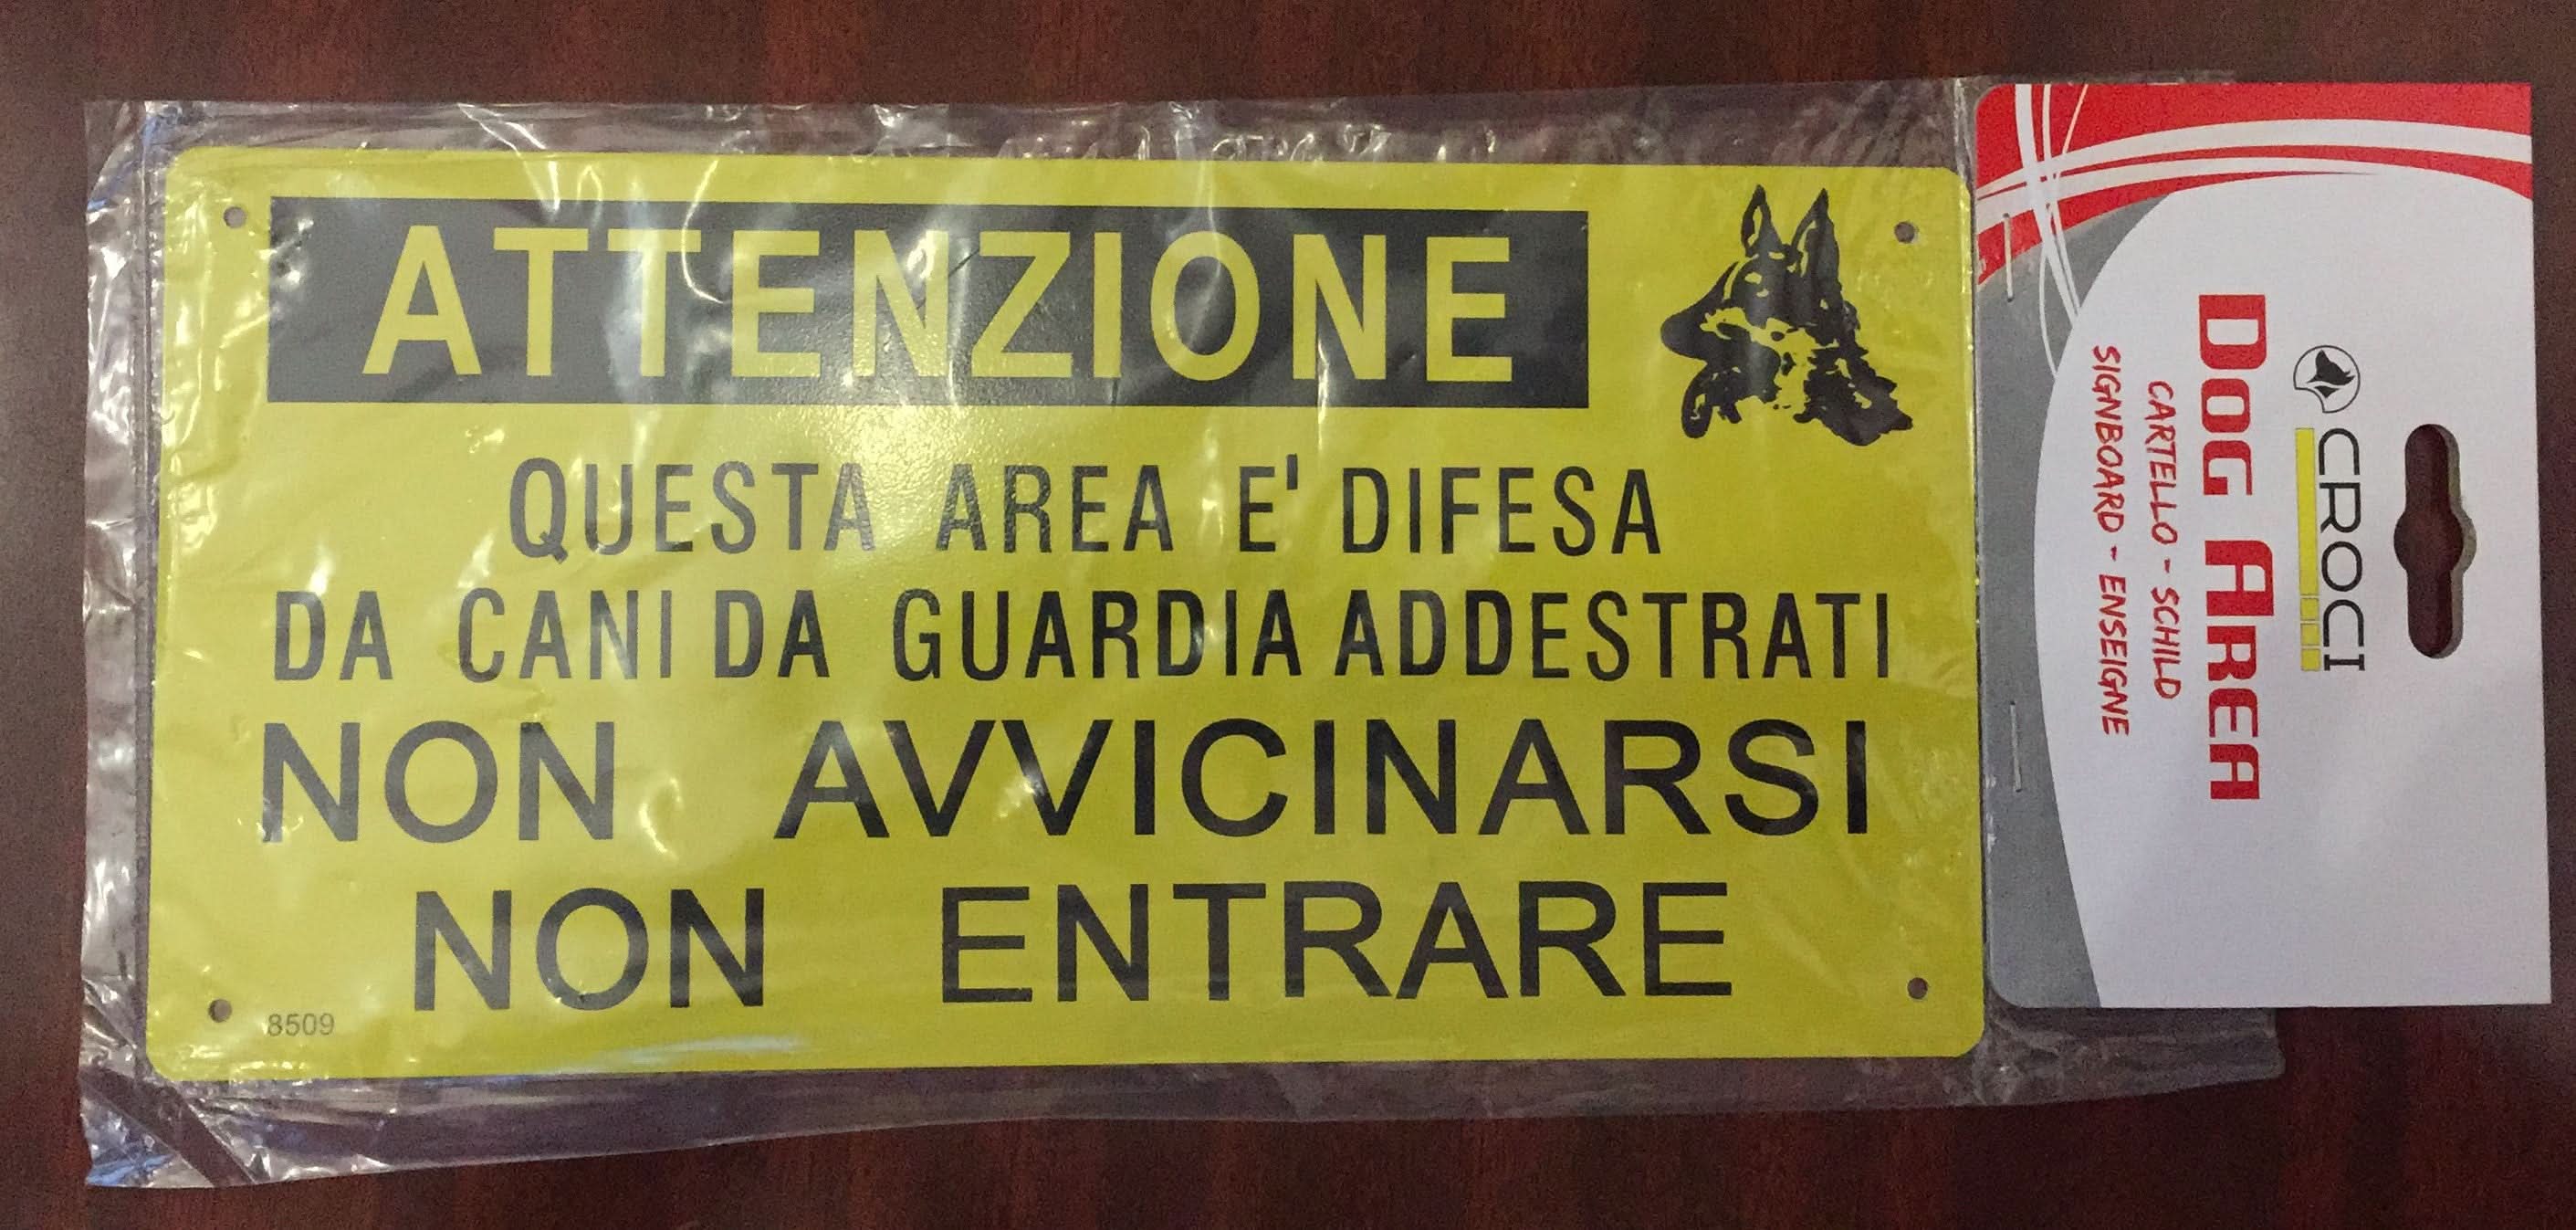 ATTENZIONE
QUESTA AREA E' DIFESA
DA CANI DA GUARDIA ADDESTRATI
NON AVVICINARSI
NON ENTRARE
8509
CROCI
DOG AREA
CARTELLO - SCHILD
SIGNBOARD - ENSEIGNE